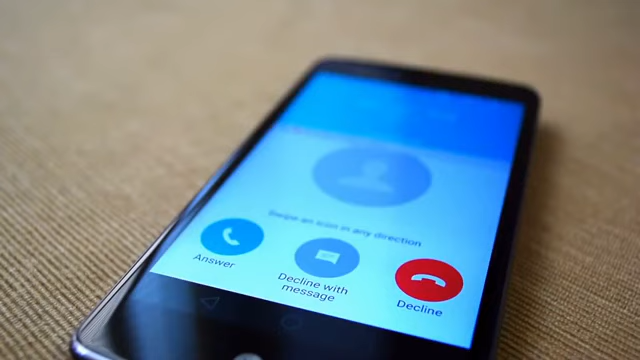 Swipe an icon in any direction
Answer
Decline with
message
Decline